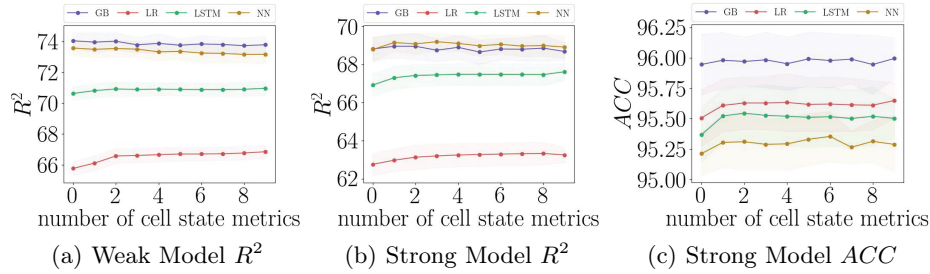 GB LR LSTM NN
74
72
70
68
66
R²
0 2 4 6 8
number of cell state metrics
(a) Weak Model R²
GB LR LSTM NN
70
68
66
64
62
R²
0 2 4 6 8
number of cell state metrics
(b) Strong Model R²
GB LR LSTM NN
96.25
96.00
95.75
95.50
95.25
95.00
ACC
0 2 4 6 8
number of cell state metrics
(c) Strong Model ACC